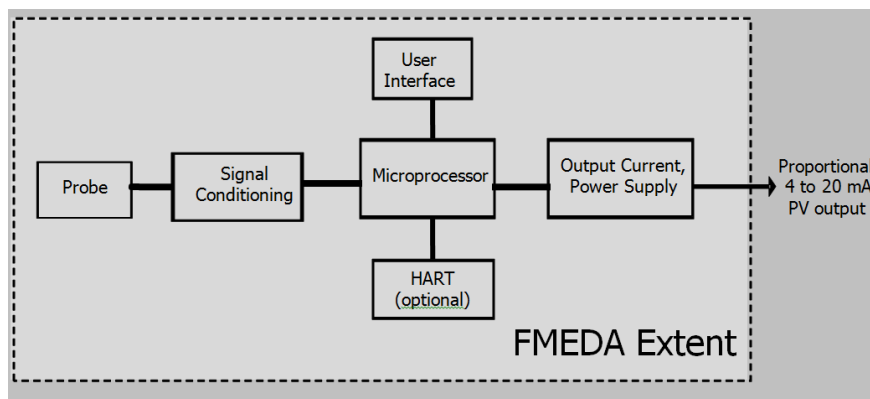 User
Interface
Probe
Signal
Conditioning
Microprocessor
Output Current,
Power Supply
Proportional
4 to 20 mA
PV output
HART
(optional)
FMEDA Extent